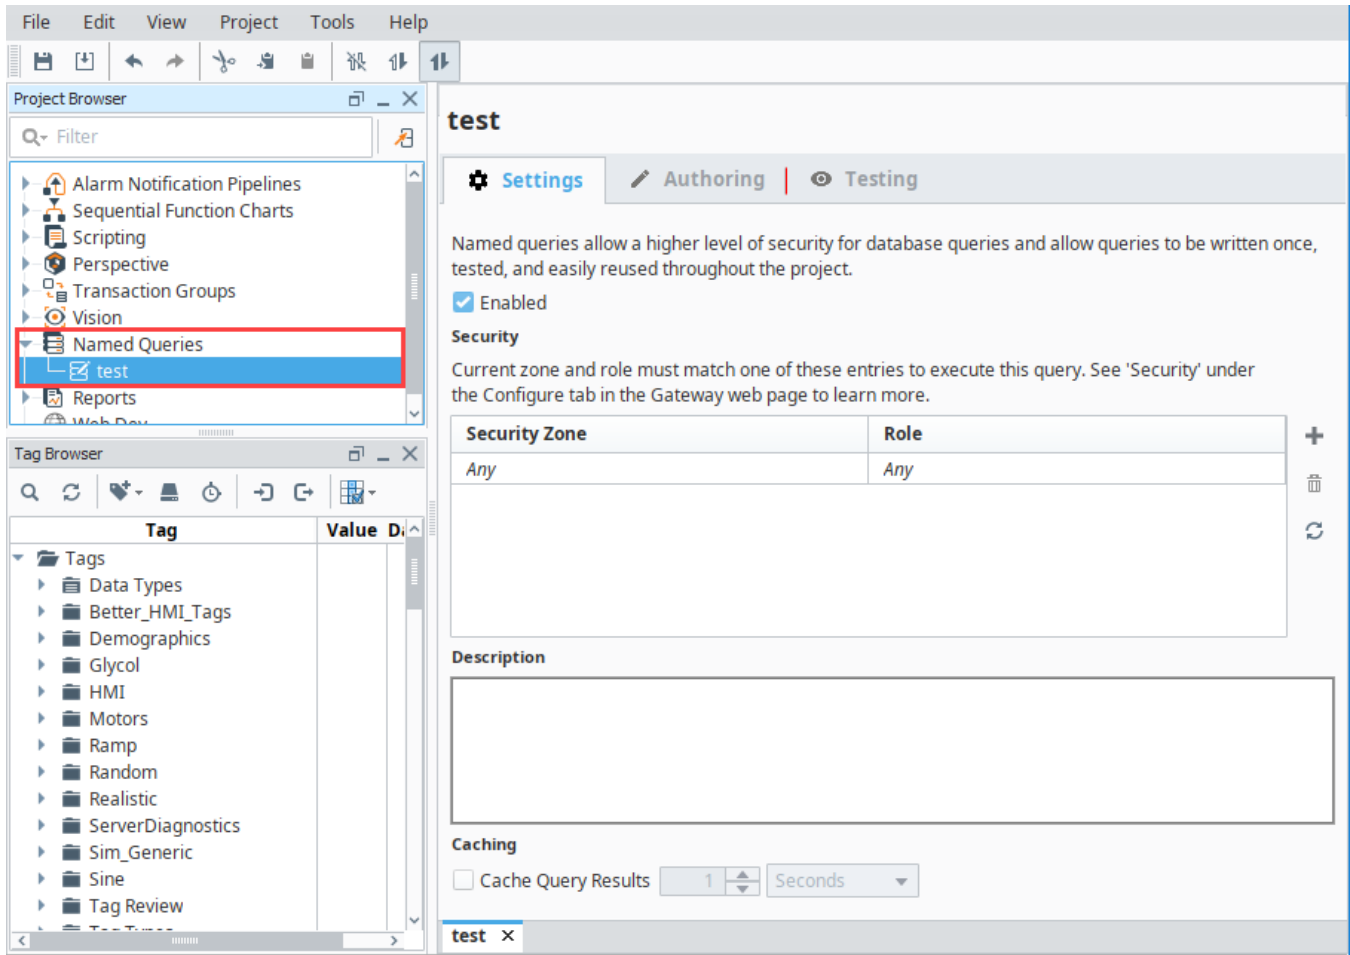 File Edit View Project Tools Help
Project Browser
Filter
Alarm Notification Pipelines
Sequential Function Charts
Scripting
Perspective
Transaction Groups
Vision
Named Queries
test
Reports
Web Dev
Tag Browser
Tag Value
Tags
Data Types
Better_HMI_Tags
Demographics
Glycol
HMI
Motors
Ramp
Random
Realistic
ServerDiagnostics
Sim_Generic
Sine
Tag Review
test
Settings Authoring Testing
Named queries allow a higher level of security for database queries and allow queries to be written once,
tested, and easily reused throughout the project.
Enabled
Security
Current zone and role must match one of these entries to execute this query. See 'Security' under
the Configure tab in the Gateway web page to learn more.
Security Zone Role
Any Any
Description
Caching
Cache Query Results 1 Seconds
test